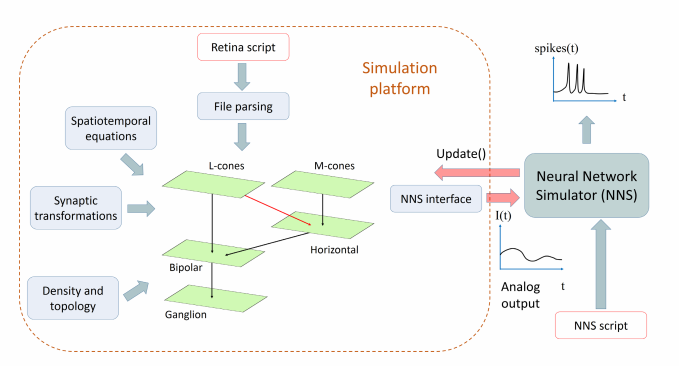 Retina script
Simulation
platform
File parsing
Spatiotemporal
equations
L-cones
M-cones
Synaptic
transformations
Horizontal
Bipolar
Density and
topology
Ganglion
spikes(t)
t
Update()
NNS interface
Neural Network
Simulator (NNS)
I(t)
t
Analog
output
NNS script